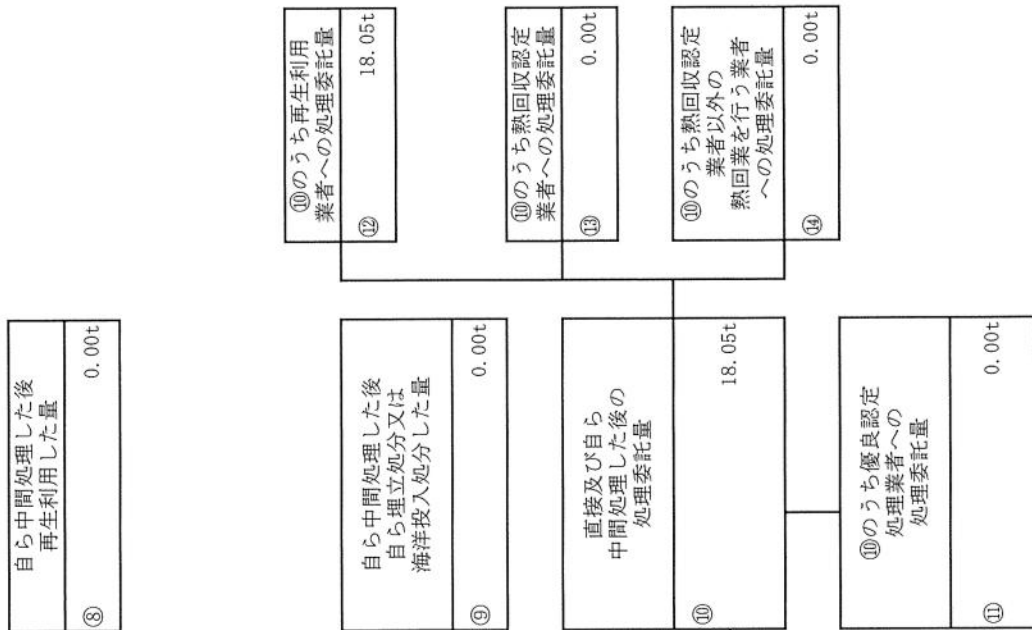 自ら中間処理した後
再生利用した量
⑧ 0.00t
自ら中間処理した後
自ら埋立処分又は
海洋投入処分した量
⑨ 0.00t
直接及び自ら
中間処理した後の
処理委託量
⑩ 18.05t
⑩のうち優良認定
処理業者への
処理委託量
⑪ 0.00t
⑩のうち再生利用
業者への処理委託量
⑫ 18.05t
⑩のうち熱回収認定
業者への処理委託量
⑬ 0.00t
⑩のうち熱回収認定
業者以外の
熱回業を行う業者
への処理委託量
⑭ 0.00t